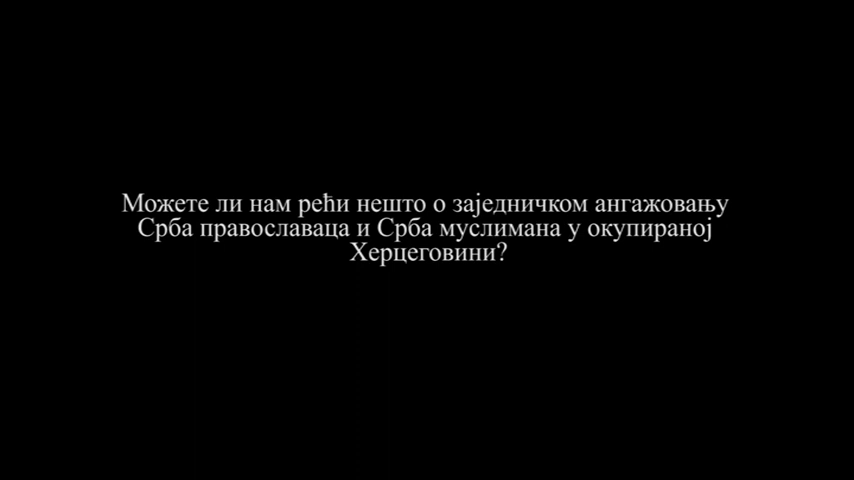 Можете ли нам рећи нешто о заједничком ангажовању
Срба православаца и Срба муслимана у окупираној
Херцеговини?